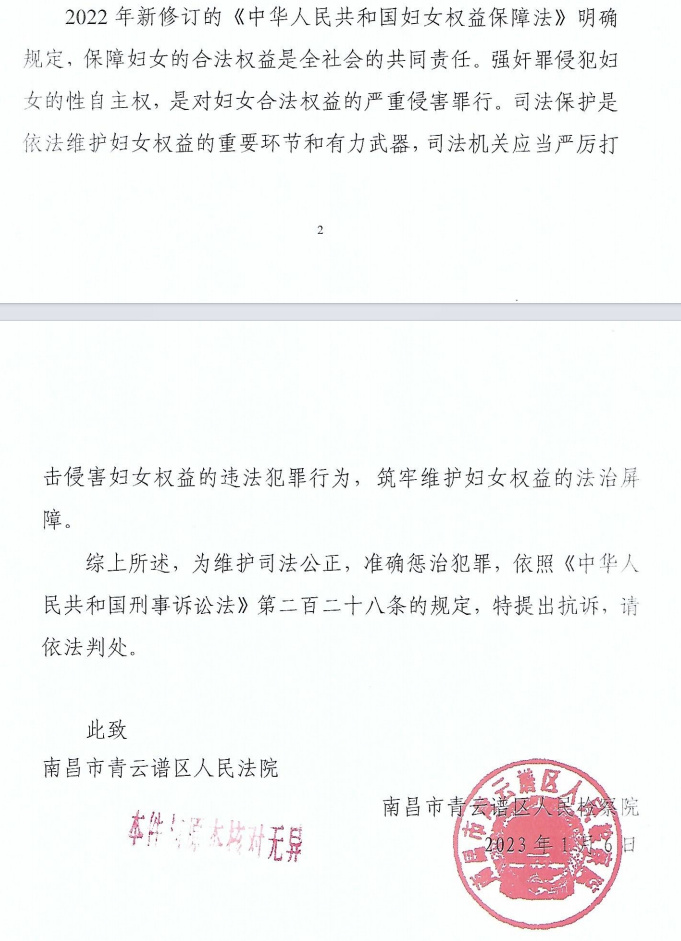 2022 年新修订的《中华人民共和国妇女权益保障法》明确
规定，保障妇女的合法权益是全社会的共同责任。强奸罪侵犯妇
女的性自主权，是对妇女合法权益的严重侵害罪行。司法保护是
依法维护妇女权益的重要环节和有力武器，司法机关应当严厉打
2
击侵害妇女权益的违法犯罪行为，筑牢维护妇女权益的法治屏
障。
综上所述，为维护司法公正，准确惩治犯罪，依照《中华人
民共和国刑事诉讼法》第二百二十八条的规定，特提出抗诉，请
依法判处。
此致
南昌市青云谱区人民法院
南昌市青云谱区人民检察院
2023 年 1 月 6 日
南昌市青云谱区人民检察院
本件与原本核对无异